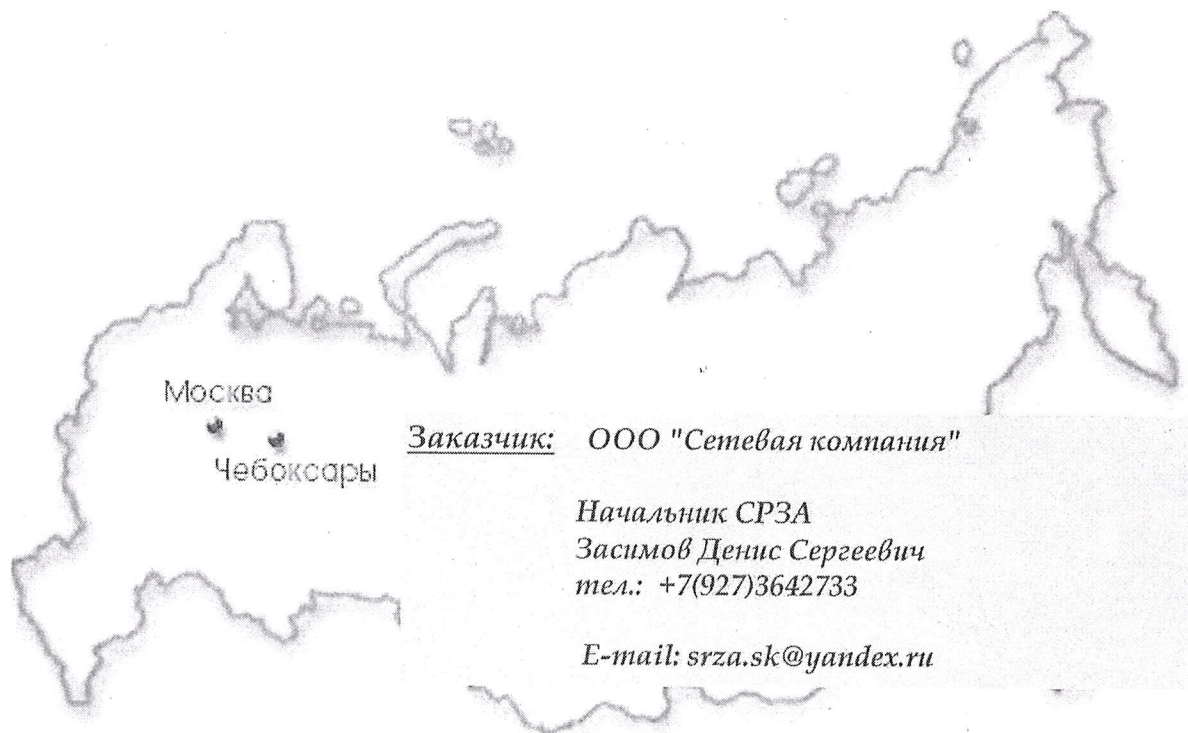 Москва
Чебоксары
Заказчик: ООО "Сетевая компания"
Начальник СРЗА
Засимов Денис Сергеевич
тел.: +7(927)3642733
E-mail: srza.sk@yandex.ru